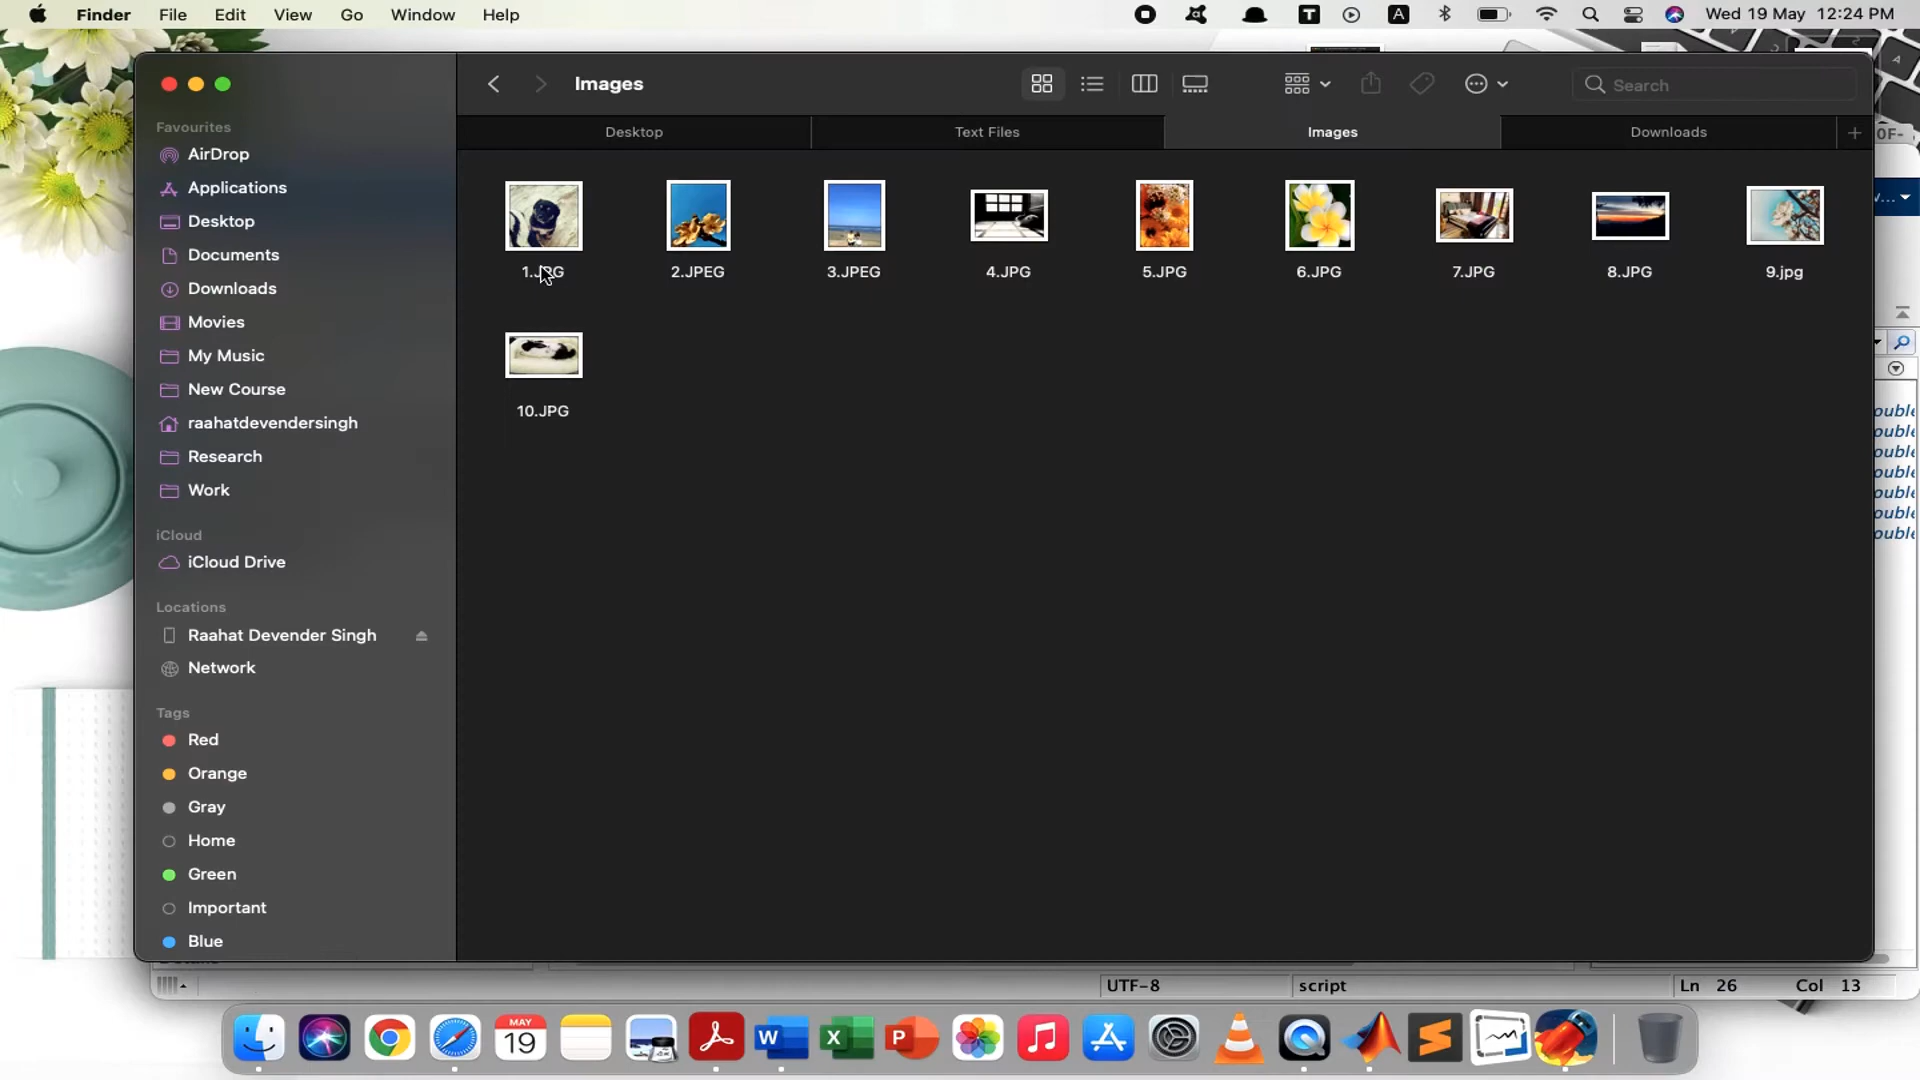 Finder File Edit View Go Window Help T A Wed 19 May 12:24 PM
Images Search
Desktop Text Files Images Downloads
Favourites
AirDrop
Applications
Desktop
Documents
Downloads
Movies
My Music
New Course
raahatdevendersingh
Research
Work
iCloud
iCloud Drive
Locations
Raahat Devender Singh
Network
Tags
Red
Orange
Gray
Home
Green
Important
Blue
1.JPG 2.JPEG 3.JPEG 4.JPG 5.JPG 6.JPG 7.JPG 8.JPG 9.jpg
10.JPG
UTF-8 script Ln 26 Col 13
MAY
19
W X P